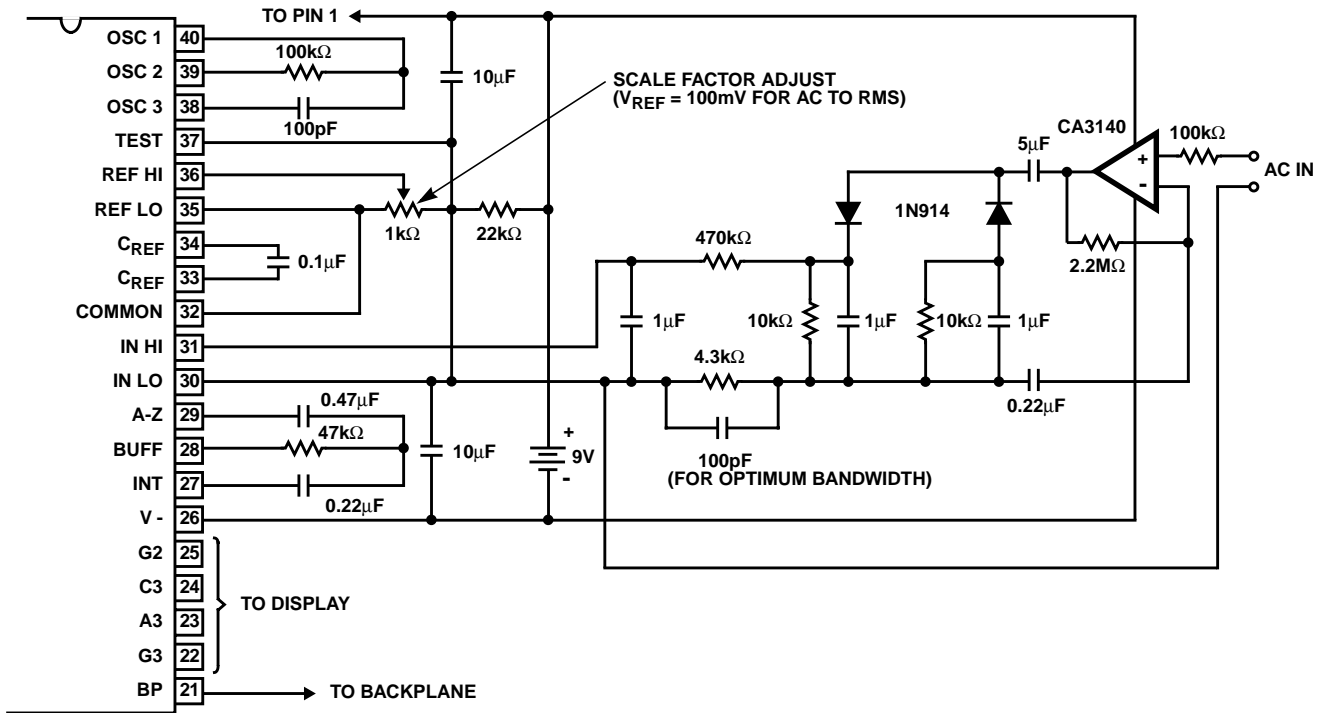 TO PIN 1
OSC 1 40
100kΩ
OSC 2 39
OSC 3 38
100pF
TEST 37
REF HI 36
REF LO 35
1kΩ
22kΩ
CREF 34
0.1µF
CREF 33
COMMON 32
IN HI 31
IN LO 30
A-Z 29
0.47µF
BUFF 28
47kΩ
INT 27
0.22µF
V - 26
G2 25
C3 24
A3 23
G3 22
TO DISPLAY
BP 21
TO BACKPLANE
10µF
SCALE FACTOR ADJUST
(VREF = 100mV FOR AC TO RMS)
10µF
+
9V
-
470kΩ
1µF
10kΩ
1µF
10kΩ
1µF
4.3kΩ
100pF
(FOR OPTIMUM BANDWIDTH)
0.22µF
1N914
5µF
CA3140
+
-
100kΩ
AC IN
2.2MΩ